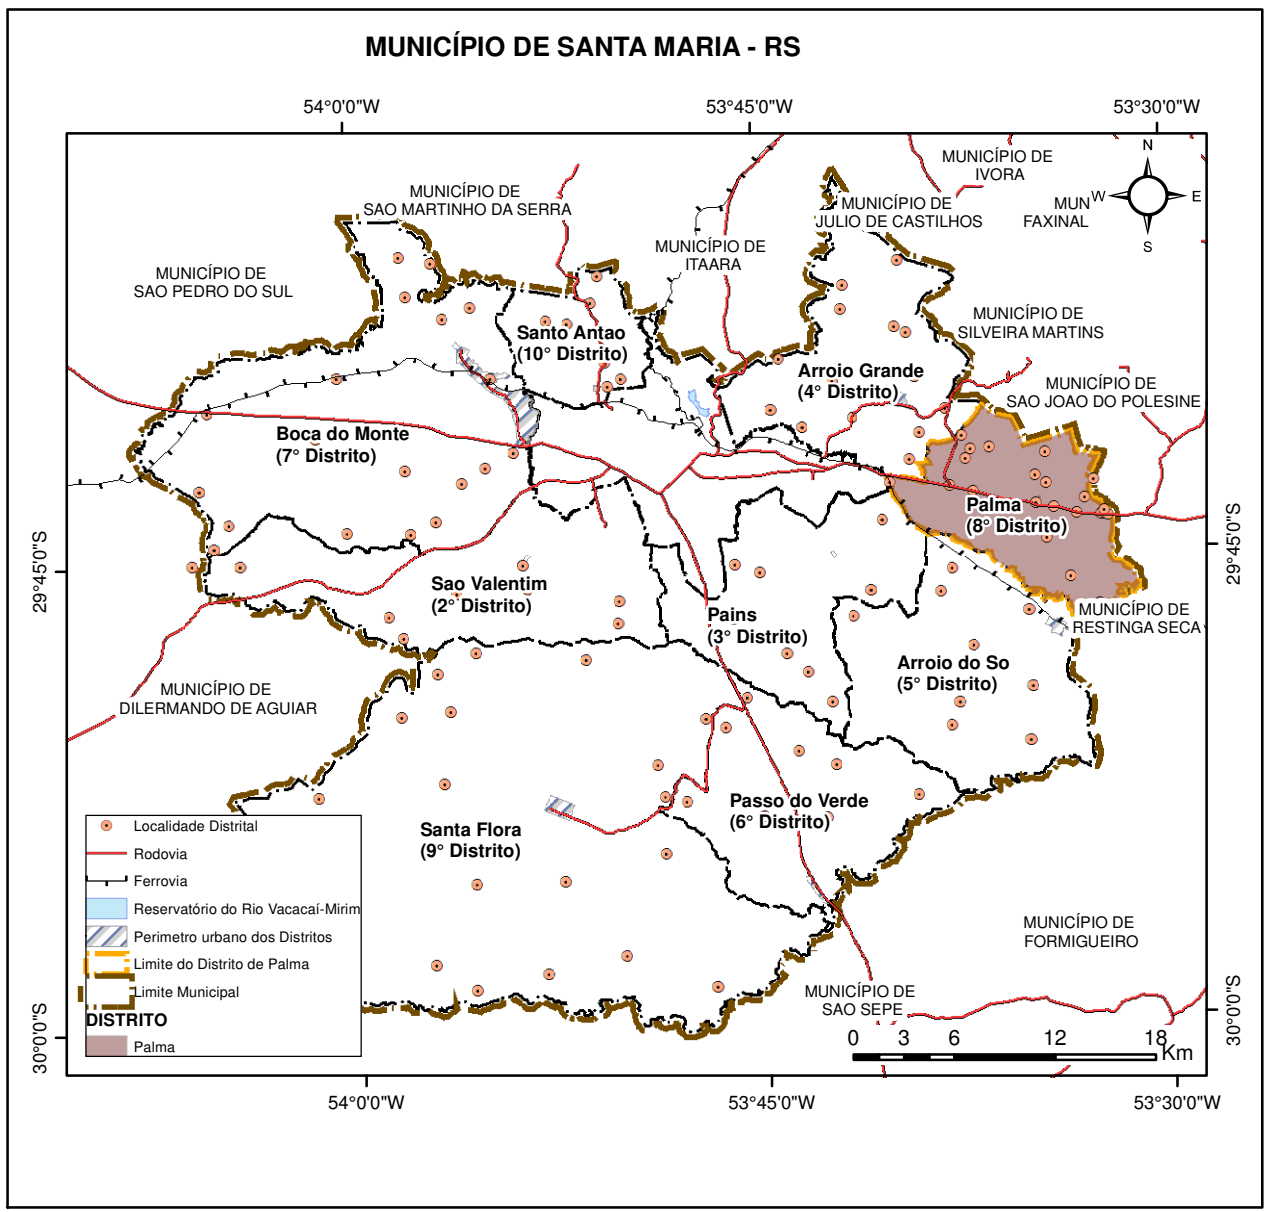 MUNICÍPIO DE SANTA MARIA - RS
54°0'0"W
53°45'0"W
53°30'0"W
MUNICÍPIO DE
IVORA
N
W
E
S
MUN
FAXINAL
MUNICÍPIO DE
SAO MARTINHO DA SERRA
MUNICÍPIO DE
JULIO DE CASTILHOS
MUNICÍPIO DE
ITAARA
MUNICÍPIO DE
SAO PEDRO DO SUL
MUNICÍPIO DE
SILVEIRA MARTINS
Santo Antao
(10° Distrito)
Arroio Grande
(4° Distrito)
MUNICÍPIO DE
SAO JOAO DO POLESINE
Boca do Monte
(7° Distrito)
Palma
(8° Distrito)
29°45'0"S
29°45'0"S
Sao Valentim
(2° Distrito)
Pains
(3° Distrito)
MUNICÍPIO DE
RESTINGA SECA
Arroio do So
(5° Distrito)
MUNICÍPIO DE
DILERMANDO DE AGUIAR
Passo do Verde
(6° Distrito)
Santa Flora
(9° Distrito)
MUNICÍPIO DE
FORMIGUEIRO
MUNICÍPIO DE
SAO SEPE
Localidade Distrital
Rodovia
Ferrovia
Reservatório do Rio Vacacaí-Mirim
Perimetro urbano dos Distritos
Limite do Distrito de Palma
Limite Municipal
DISTRITO
Palma
30°0'0"S
30°0'0"S
0 3 6 12 18
Km
54°0'0"W
53°45'0"W
53°30'0"W